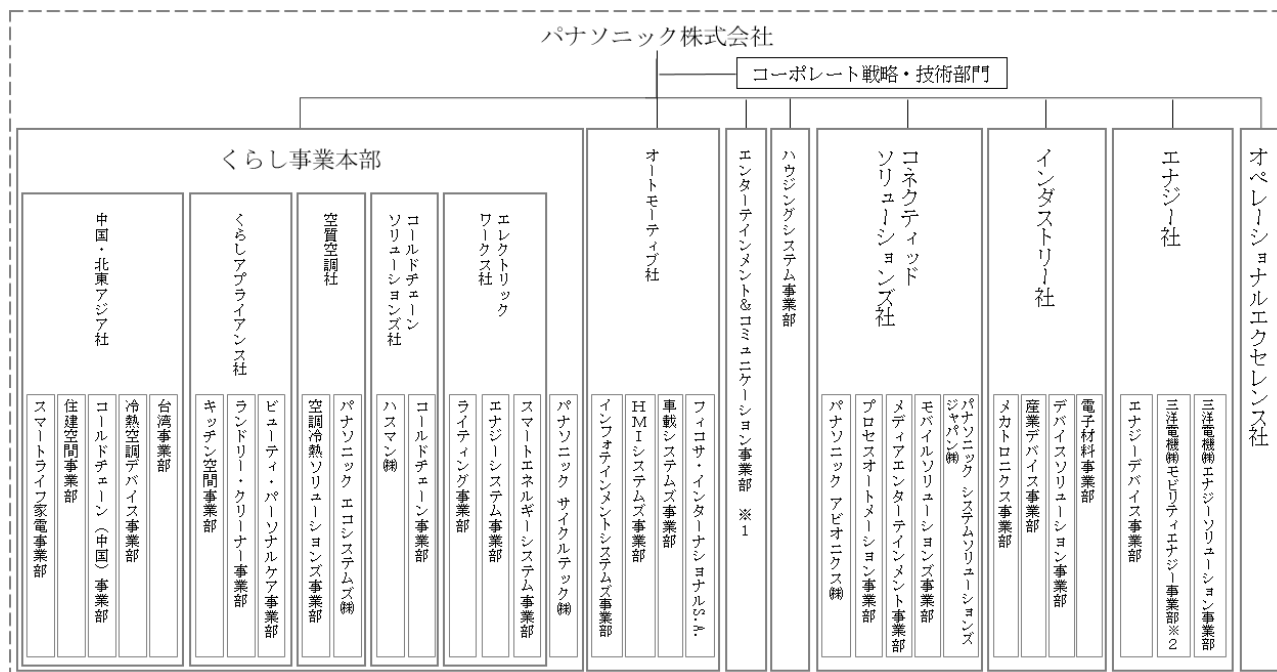 パナソニック株式会社
コーポレート戦略・技術部門
くらし事業本部
中国・北東アジア社
スマートライフ家電事業部
住建空間事業部
コールドチェーン（中国）事業部
冷熱空調デバイス事業部
台湾事業部
くらしアプライアンス社
キッチン空間事業部
ランドリー・クリーナー事業部
ビューティ・パーソナルケア事業部
空質空調社
空調冷熱ソリューションズ事業部
パナソニック エコシステムズ㈱
コールドチェーン
ソリューションズ社
ハスマン㈱
コールドチェーン事業部
エレクトリック
ワークス社
ライティング事業部
エナジーシステム事業部
スマートエネルギーシステム事業部
パナソニック サイクルテック㈱
オートモーティブ社
インフォテインメントシステムズ事業部
HMIシステムズ事業部
車載システムズ事業部
フィコサ・インターナショナルS.A.
エンターテインメント&コミュニケーション事業部 ※1
ハウジングシステム事業部
コネクティッド
ソリューションズ社
パナソニック アビオニクス㈱
プロセスオートメーション事業部
メディアエンターテインメント事業部
モバイルソリューションズ事業部
パナソニック システムソリューションズ
ジャパン㈱
インダストリー社
メカトロニクス事業部
産業デバイス事業部
デバイスソリューション事業部
電子材料事業部
エナジー社
エナジーデバイス事業部
三洋電機㈱モビリティエナジー事業部※2
三洋電機㈱エナジーソリューション事業部
オペレーショナルエクセレンス社